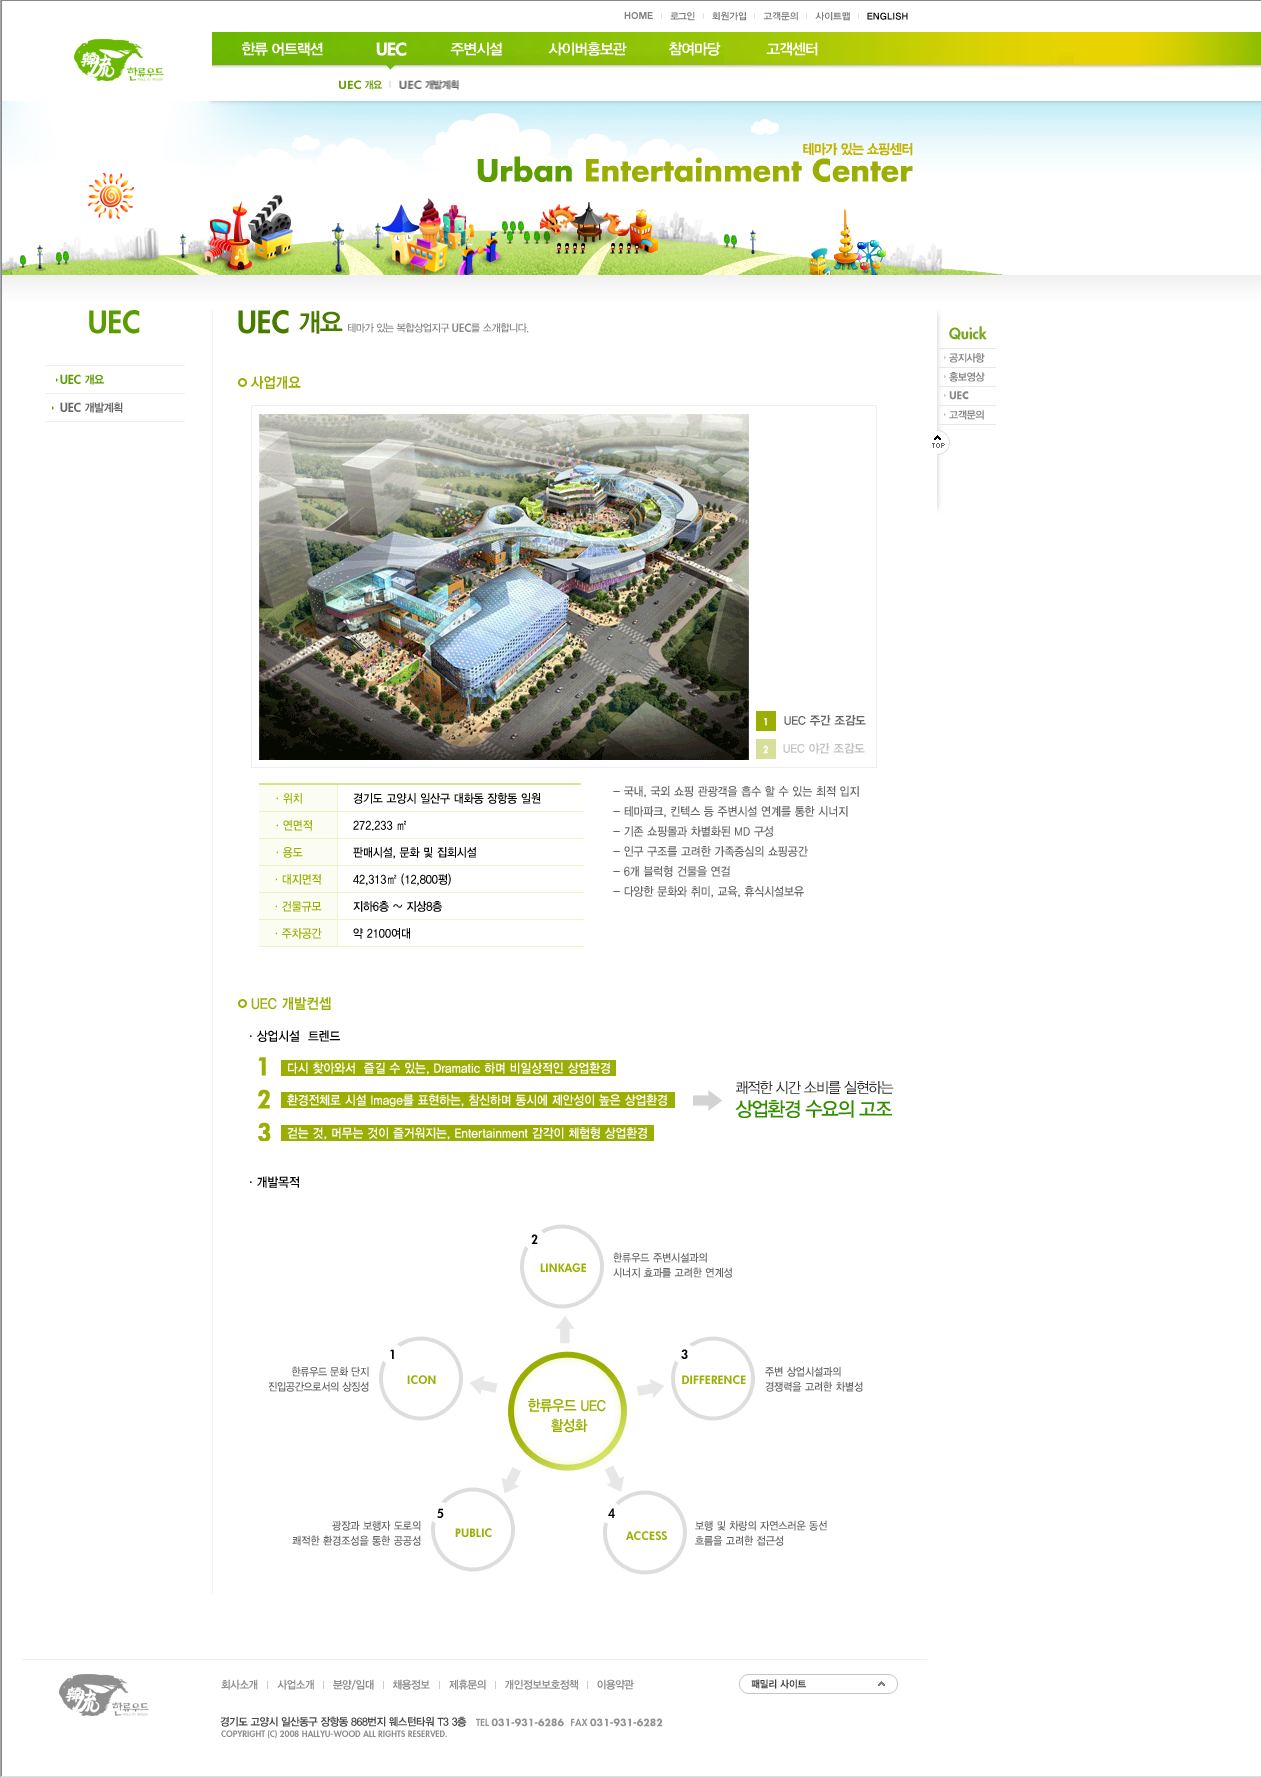 HOME 로그인 회원가입 고객문의 사이트맵 ENGLISH
한류우드
한류 어트랙션 UEC 주변시설 사이버홍보관 참여마당 고객센터
UEC 개요 UEC 개발계획
테마가 있는 쇼핑센터
Urban Entertainment Center
UEC
· UEC 개요
· UEC 개발계획
UEC 개요 테마가 있는 복합상업지구 UEC를 소개합니다.
Quick
· 공지사항
· 홍보영상
· UEC
· 고객문의
TOP
사업개요
1 UEC 주간 조감도
2 UEC 야간 조감도
· 위치 경기도 고양시 일산구 대화동 장항동 일원
· 연면적 272,233 ㎡
· 용도 판매시설, 문화 및 집회시설
· 대지면적 42,313㎡ (12,800평)
· 건물규모 지하6층 ~ 지상8층
· 주차공간 약 2100여대
- 국내, 국외 쇼핑 관광객을 흡수 할 수 있는 최적 입지
- 테마파크, 킨텍스 등 주변시설 연계를 통한 시너지
- 기존 쇼핑몰과 차별화된 MD 구성
- 인구 구조를 고려한 가족중심의 쇼핑공간
- 6개 블럭형 건물을 연결
- 다양한 문화와 취미, 교육, 휴식시설보유
UEC 개발컨셉
· 상업시설 트렌드
1 다시 찾아와서 즐길 수 있는, Dramatic 하며 비일상적인 상업환경
2 환경전체로 시설 Image를 표현하는, 참신하며 동시에 제안성이 높은 상업환경
3 걷는 것, 머무는 것이 즐거워지는, Entertainment 감각이 체험형 상업환경
쾌적한 시간 소비를 실현하는
상업환경 수요의 고조
· 개발목적
2
LINKAGE
한류우드 주변시설과의
시너지 효과를 고려한 연계성
한류우드 문화 단지
진입공간으로서의 상징성
1
ICON
3
DIFFERENCE
주변 상업시설과의
경쟁력을 고려한 차별성
한류우드 UEC
활성화
광장과 보행자 도로의
쾌적한 환경조성을 통한 공공성
5
PUBLIC
4
ACCESS
보행 및 차량의 자연스러운 동선
흐름을 고려한 접근성
한류우드
회사소개 사업소개 분양/임대 채용정보 제휴문의 개인정보보호정책 이용약관
패밀리 사이트
경기도 고양시 일산동구 장항동 868번지 웨스턴타워 T3 3층 TEL 031-931-6286 FAX 031-931-6282
COPYRIGHT (C) 2008 HALLYU-WOOD ALL RIGHTS RESERVED.